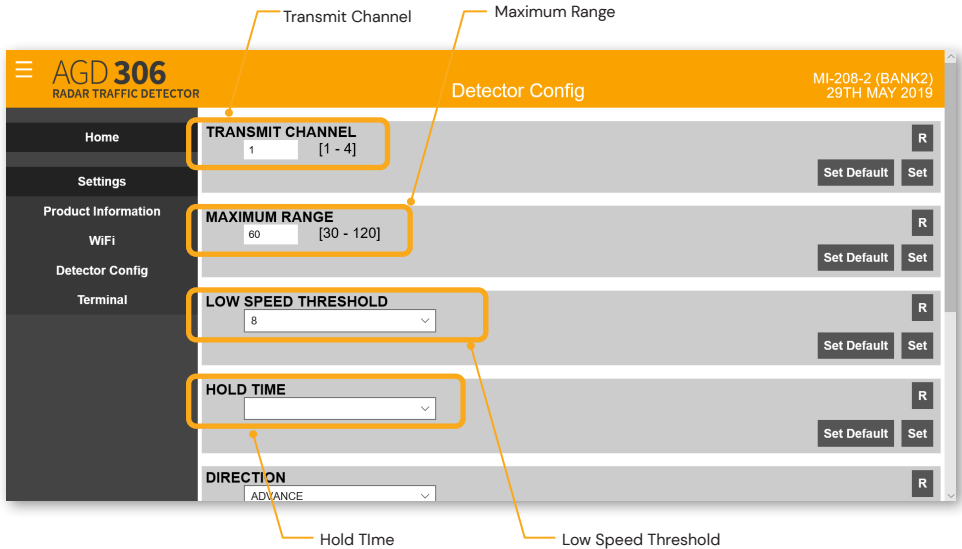 Transmit Channel
Maximum Range
AGD 306
RADAR TRAFFIC DETECTOR
Detector Config
MI-208-2 (BANK2)
29TH MAY 2019
Home
Settings
Product Information
WiFi
Detector Config
Terminal
TRANSMIT CHANNEL
1 [1 - 4]
R
Set Default Set
MAXIMUM RANGE
60 [30 - 120]
R
Set Default Set
LOW SPEED THRESHOLD
8
R
Set Default Set
HOLD TIME
R
Set Default Set
DIRECTION
ADVANCE
R
Hold TIme
Low Speed Threshold